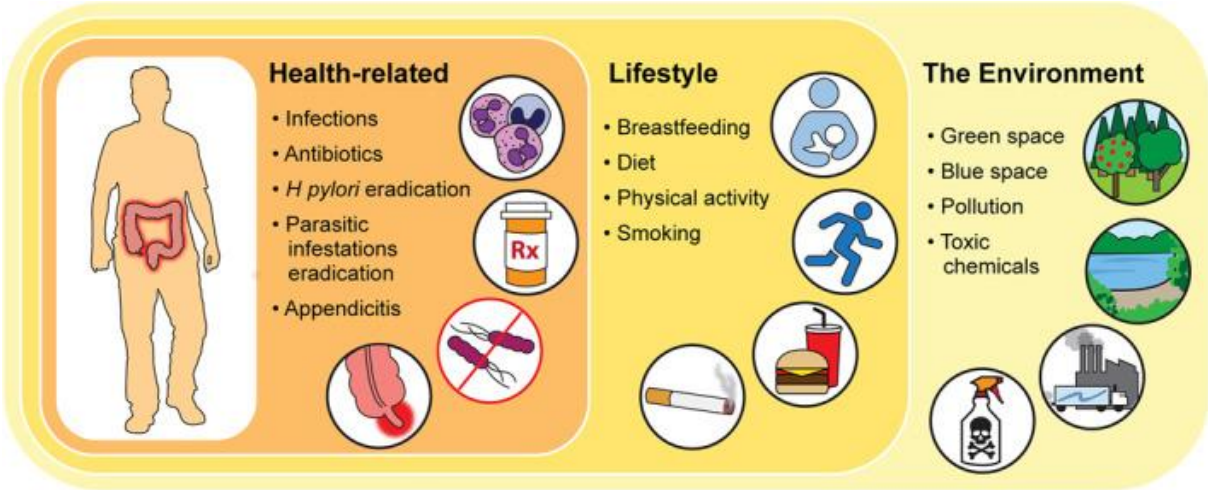 Health-related
• Infections
• Antibiotics
• H pylori eradication
• Parasitic
infestations
eradication
• Appendicitis
Rx
Lifestyle
• Breastfeeding
• Diet
• Physical activity
• Smoking
The Environment
• Green space
• Blue space
• Pollution
• Toxic
chemicals